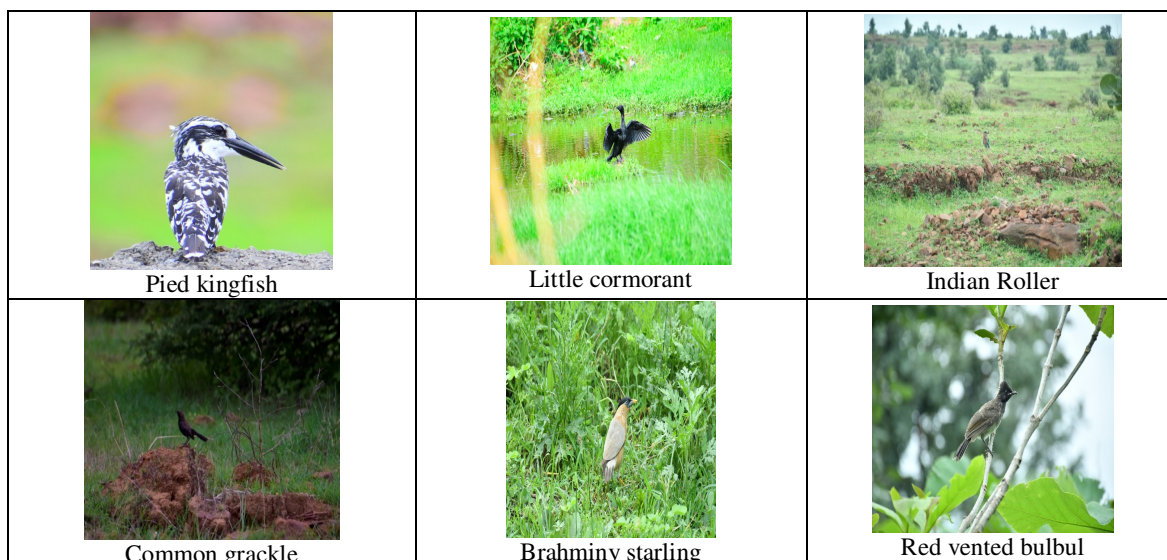 Pied kingfish
Little cormorant
Indian Roller
Common grackle
Brahminy starling
Red vented bulbul